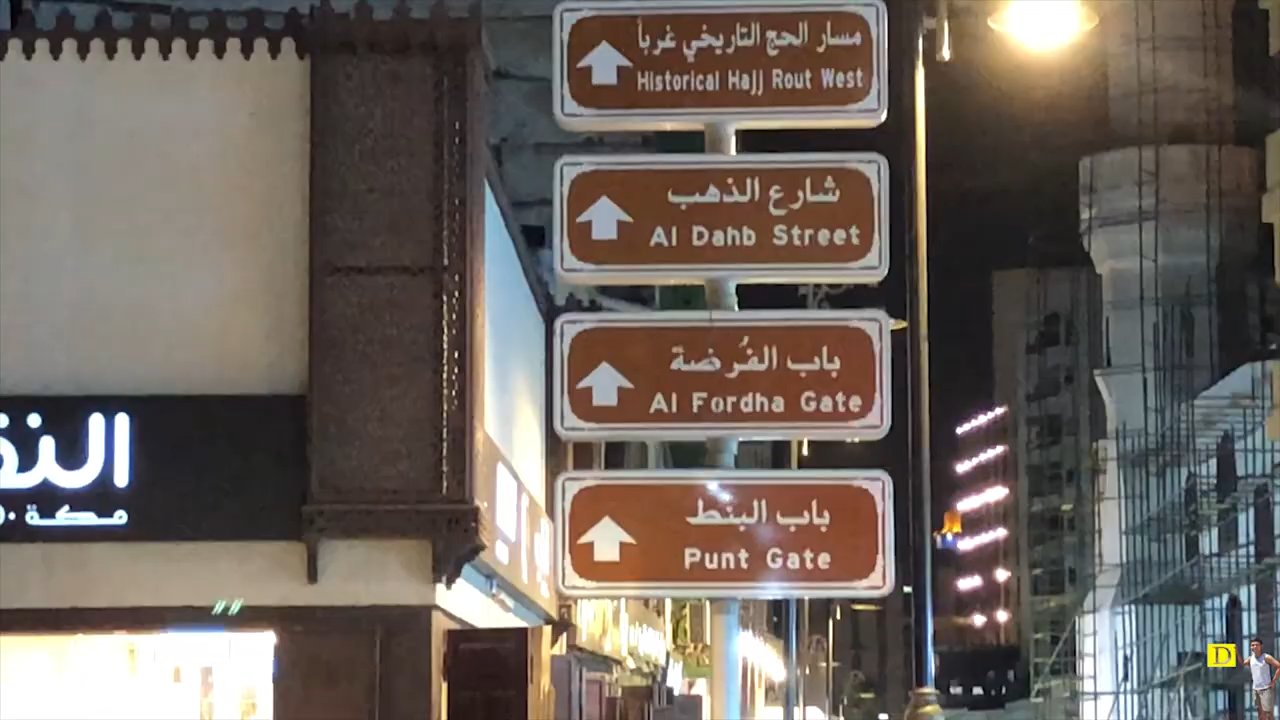 مسار الحج التاريخي غرباً
Historical Hajj Rout West
شارع الذهب
Al Dahb Street
باب الفُرضة
Al Fordha Gate
باب البنط
Punt Gate
مكة
D